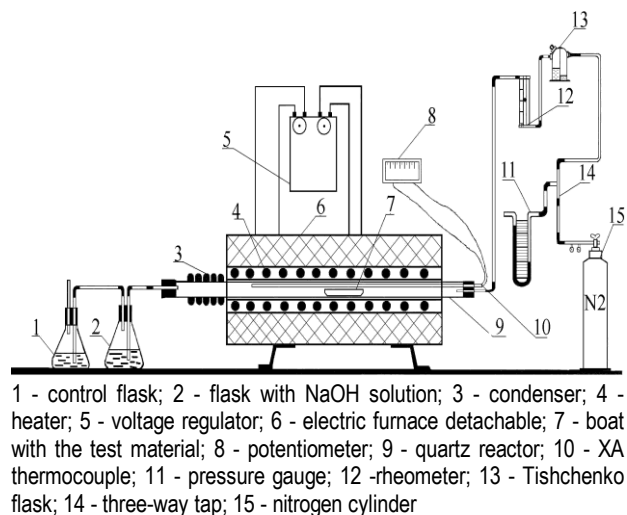 13
12
8
5
11
14
15
6
7
4
3
N2
1
2
9
10
1 - control flask; 2 - flask with NaOH solution; 3 - condenser; 4 -
heater; 5 - voltage regulator; 6 - electric furnace detachable; 7 - boat
with the test material; 8 - potentiometer; 9 - quartz reactor; 10 - XA
thermocouple; 11 - pressure gauge; 12 -rheometer; 13 - Tishchenko
flask; 14 - three-way tap; 15 - nitrogen cylinder